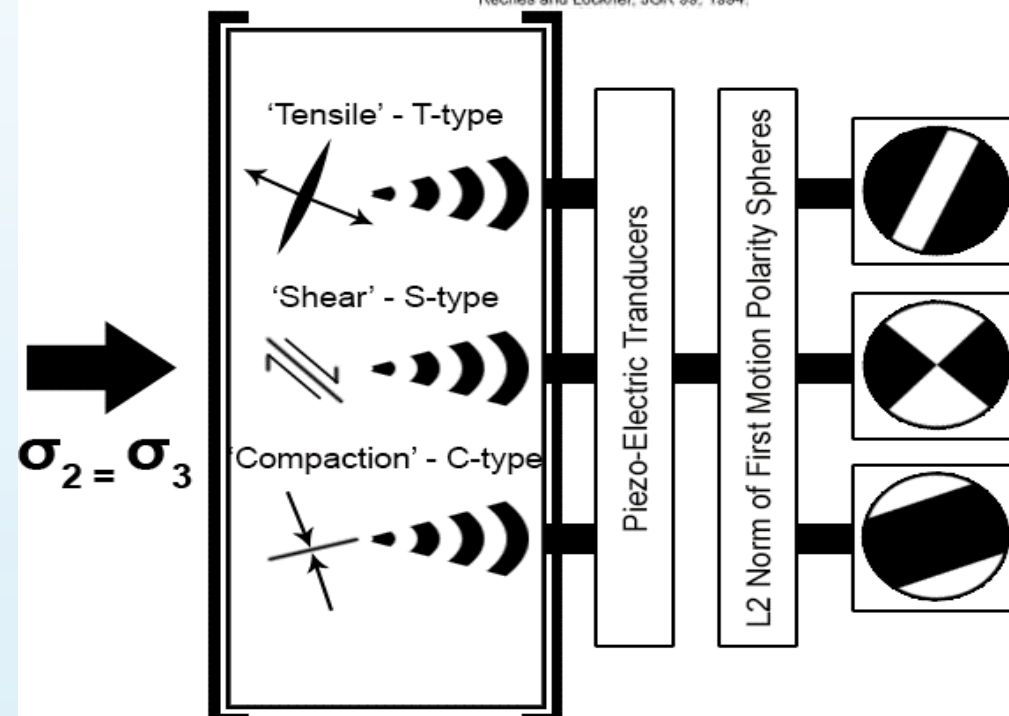 ‘Tensile’ - T-type
‘Shear’ - S-type
σ2 = σ3
‘Compaction’ - C-type
Piezo-Electric Tranducers
L2 Norm of First Motion Polarity Spheres